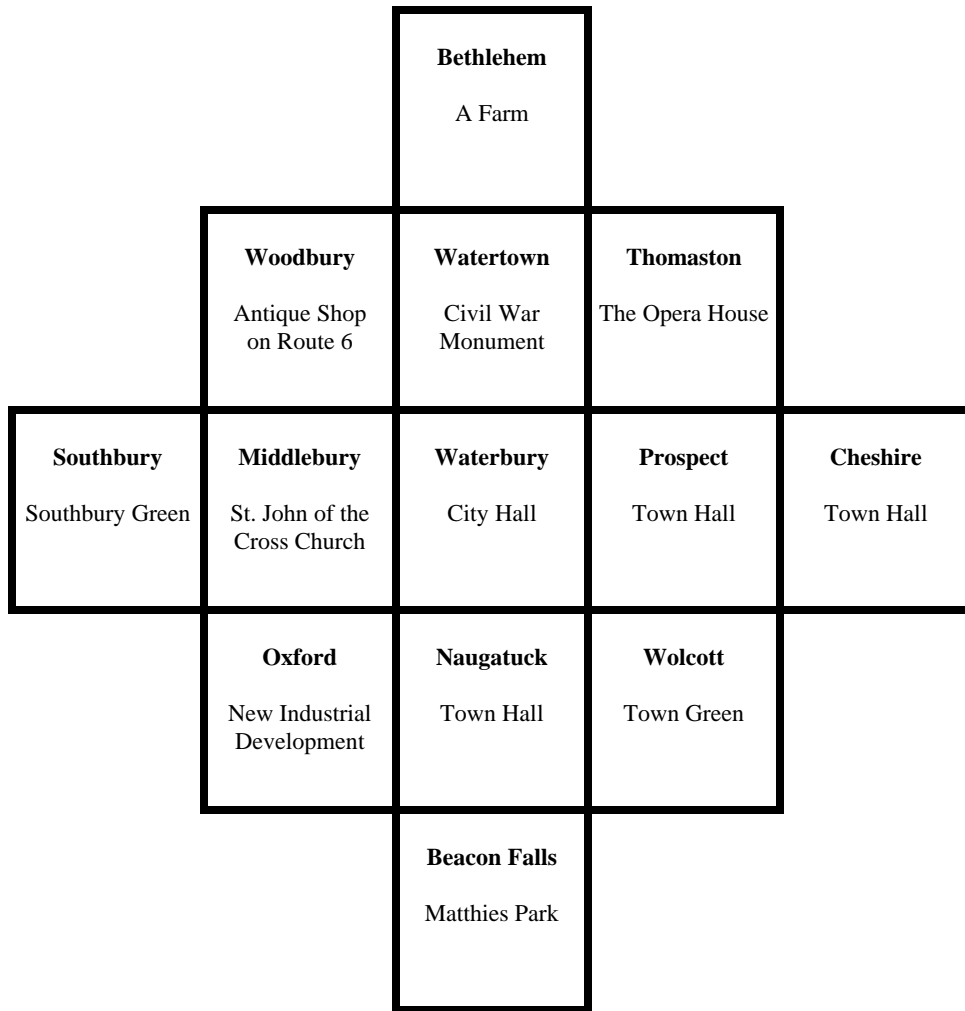 Bethlehem
A Farm
Woodbury
Antique Shop
on Route 6
Watertown
Civil War
Monument
Thomaston
The Opera House
Southbury
Southbury Green
Middlebury
St. John of the
Cross Church
Waterbury
City Hall
Prospect
Town Hall
Cheshire
Town Hall
Oxford
New Industrial
Development
Naugatuck
Town Hall
Wolcott
Town Green
Beacon Falls
Matthies Park